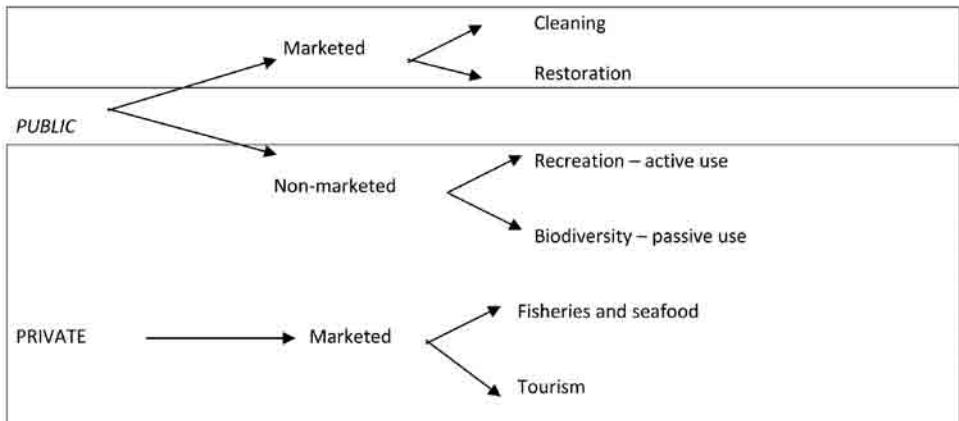 Cleaning
Marketed
Restoration
PUBLIC
Recreation – active use
Non-marketed
Biodiversity – passive use
Fisheries and seafood
PRIVATE
Marketed
Tourism